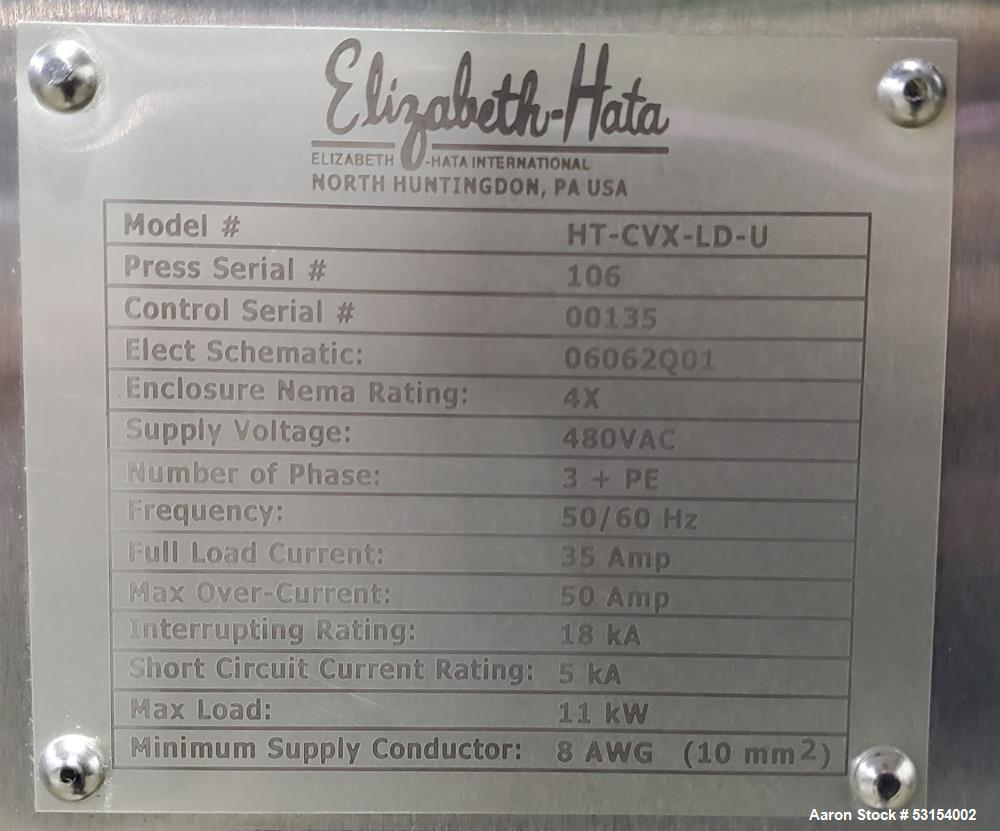 Elizabeth-Hata
ELIZABETH-HATA INTERNATIONAL
NORTH HUNTINGDON, PA USA
Model # HT-CVX-LD-U
Press Serial # 106
Control Serial # 00135
Elect Schematic: 06062Q01
Enclosure Nema Rating: 4X
Supply Voltage: 480VAC
Number of Phase: 3 + PE
Frequency: 50/60 Hz
Full Load Current: 35 Amp
Max Over-Current: 50 Amp
Interrupting Rating: 18 kA
Short Circuit Current Rating: 5 kA
Max Load: 11 kW
Minimum Supply Conductor: 8 AWG (10 mm2)
Aaron Stock # 53154002